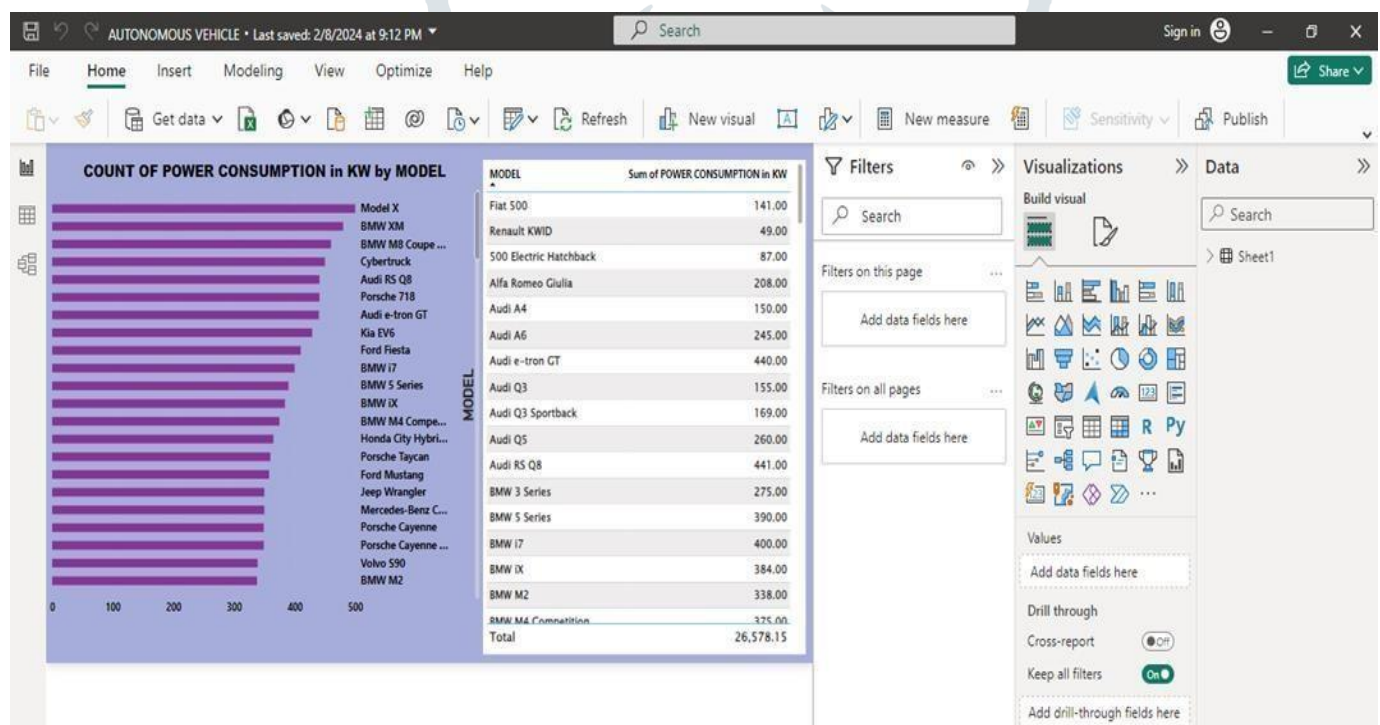 AUTONOMOUS VEHICLE • Last saved: 2/8/2024 at 9:12 PM
Search
Sign in
File Home Insert Modeling View Optimize Help
Share
Get data
Refresh
New visual
New measure
Sensitivity
Publish
COUNT OF POWER CONSUMPTION in KW by MODEL
Model X
BMW XM
BMW M8 Coupe ...
Cybertruck
Audi RS Q8
Porsche 718
Audi e-tron GT
Kia EV6
Ford Fiesta
BMW i7
BMW 5 Series
BMW iX
BMW M4 Compe...
Honda City Hybri...
Porsche Taycan
Ford Mustang
Jeep Wrangler
Mercedes-Benz C...
Porsche Cayenne
Porsche Cayenne ...
Volvo S90
BMW M2
MODEL
0 100 200 300 400 500
MODEL Sum of POWER CONSUMPTION in KW
Fiat 500 141.00
Renault KWID 49.00
500 Electric Hatchback 87.00
Alfa Romeo Giulia 208.00
Audi A4 150.00
Audi A6 245.00
Audi e-tron GT 440.00
Audi Q3 155.00
Audi Q3 Sportback 169.00
Audi Q5 260.00
Audi RS Q8 441.00
BMW 3 Series 275.00
BMW 5 Series 390.00
BMW i7 400.00
BMW iX 384.00
BMW M2 338.00
BMW M4 Competition 375.00
Total 26,578.15
Filters
Search
Filters on this page ...
Add data fields here
Filters on all pages ...
Add data fields here
Visualizations
Build visual
123
R Py
123
...
Values
Add data fields here
Drill through
Cross-report Off
Keep all filters On
Add drill-through fields here
Data
Search
Sheet1